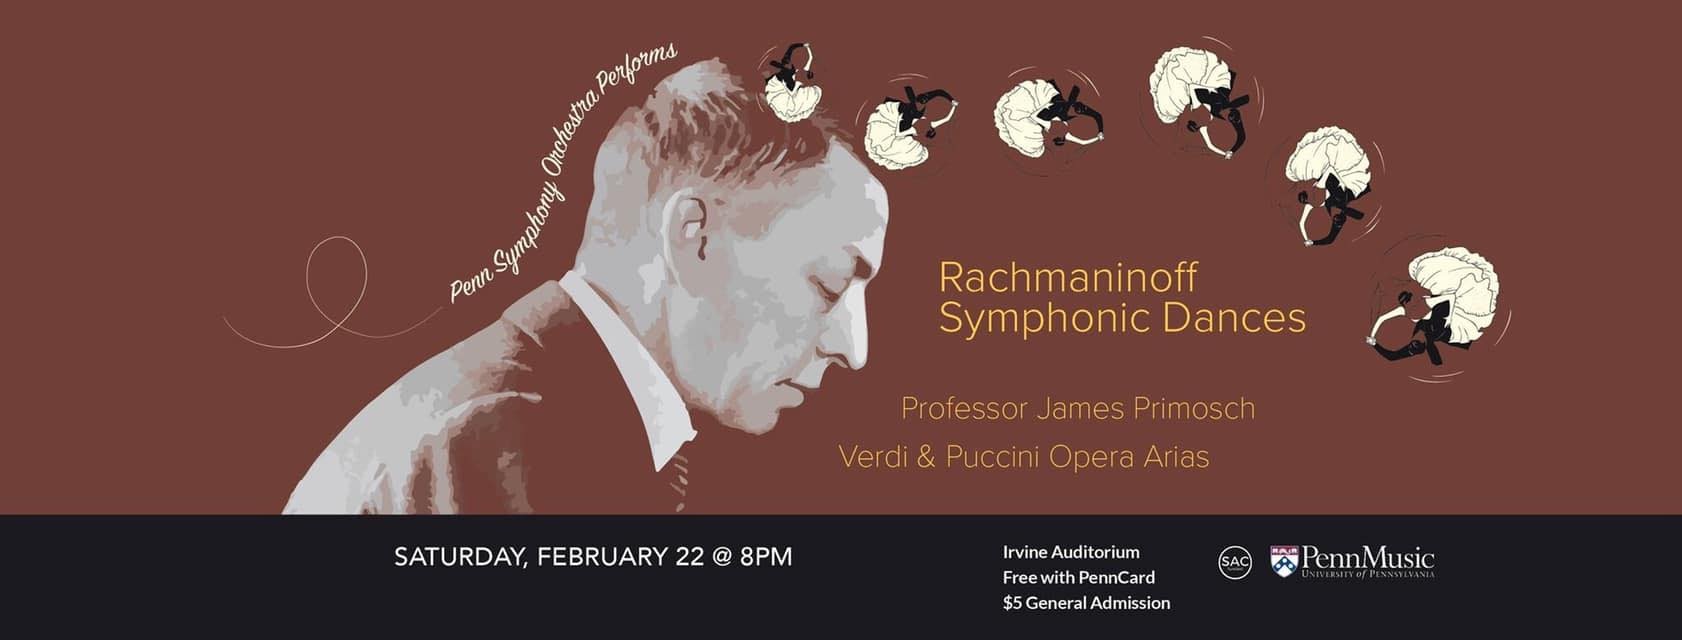 Penn Symphony Orchestra Performs
Rachmaninoff
Symphonic Dances
Professor James Primosch
Verdi & Puccini Opera Arias
SATURDAY, FEBRUARY 22 @ 8PM
Irvine Auditorium
Free with PennCard
$5 General Admission
SAC
PennMusic
UNIVERSITY of PENNSYLVANIA